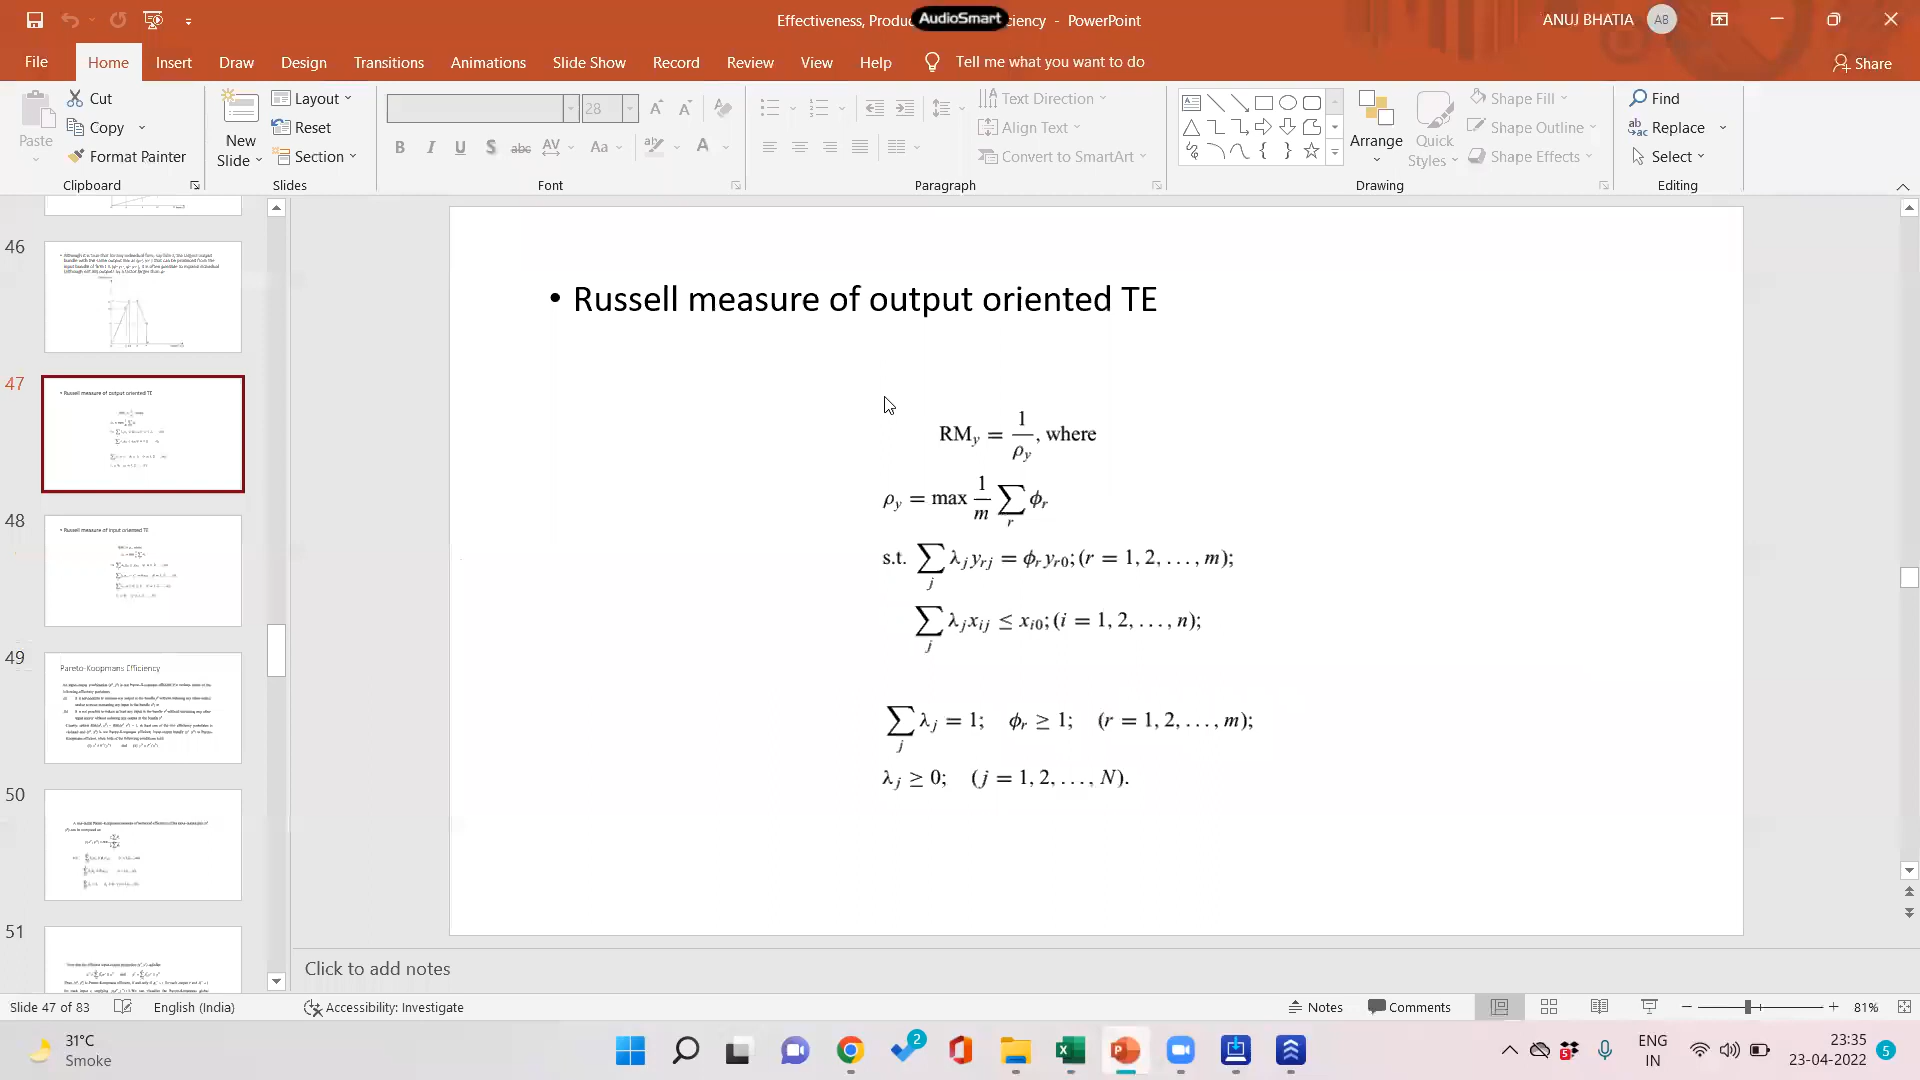 Effectiveness, Produc
AudioSmart
ciency - PowerPoint
ANUJ BHATIA
AB
File
Home
Insert
Draw
Design
Transitions
Animations
Slide Show
Record
Review
View
Help
Tell me what you want to do
Share
Paste
Cut
Copy
Format Painter
Clipboard
New
Slide
Layout
Reset
Section
Slides
28
B I U S abc AV Aa A
Font
Text Direction
Align Text
Convert to SmartArt
Paragraph
Arrange
Quick
Styles
Shape Fill
Shape Outline
Shape Effects
Drawing
Find
Replace
Select
Editing
46
47
Russell measure of output oriented TE
48
Russell measure of input oriented TE
49
Pareto-Koopmans Efficiency
50
51
• Russell measure of output oriented TE
RM_y = 1/ρ_y, where
ρ_y = max 1/m ∑_r ϕ_r
s.t. ∑_j λ_j y_rj = ϕ_r y_r0; (r = 1, 2, . . . , m);
∑_j λ_j x_ij ≤ x_i0; (i = 1, 2, . . . , n);
∑_j λ_j = 1; ϕ_r ≥ 1; (r = 1, 2, . . . , m);
λ_j ≥ 0; (j = 1, 2, . . . , N).
Click to add notes
Slide 47 of 83
English (India)
Accessibility: Investigate
Notes
Comments
81%
31°C
Smoke
2
5
ENG
IN
23:35
23-04-2022
5